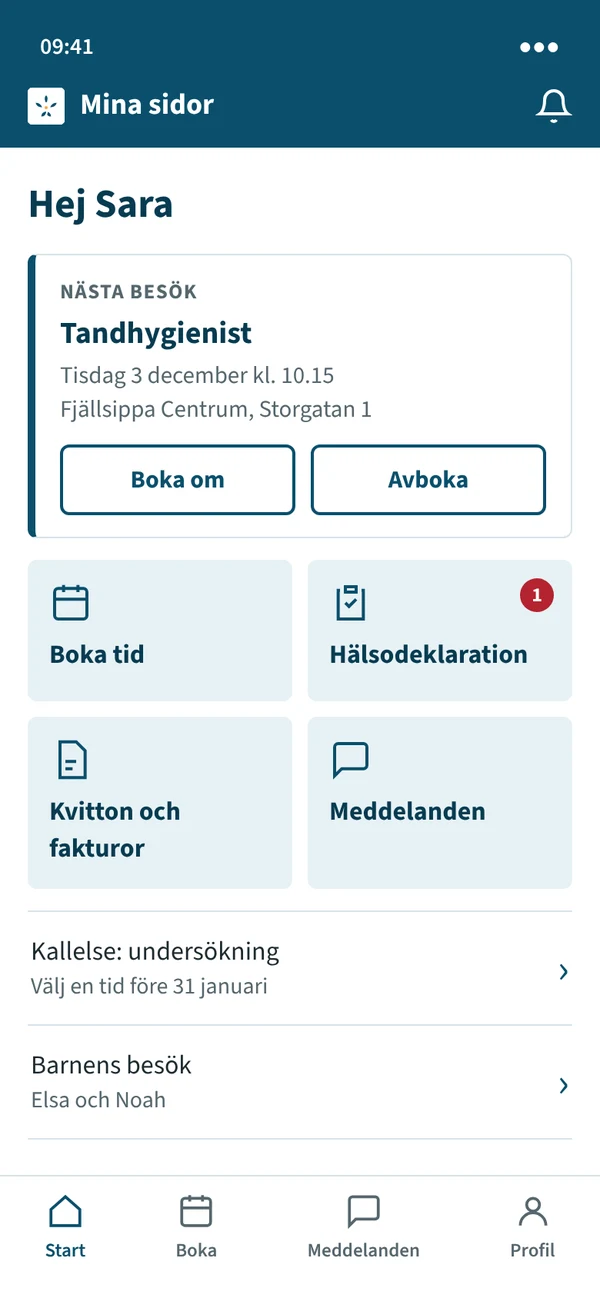 09:41
Mina sidor
Hej Sara
NÄSTA BESÖK
Tandhygienist
Tisdag 3 december kl. 10.15
Fjällsippa Centrum, Storgatan 1
Boka om
Avboka
Boka tid
1
Hälsodeklaration
Kvitton och
fakturor
Meddelanden
Kallelse: undersökning
Välj en tid före 31 januari
Barnens besök
Elsa och Noah
Start
Boka
Meddelanden
Profil